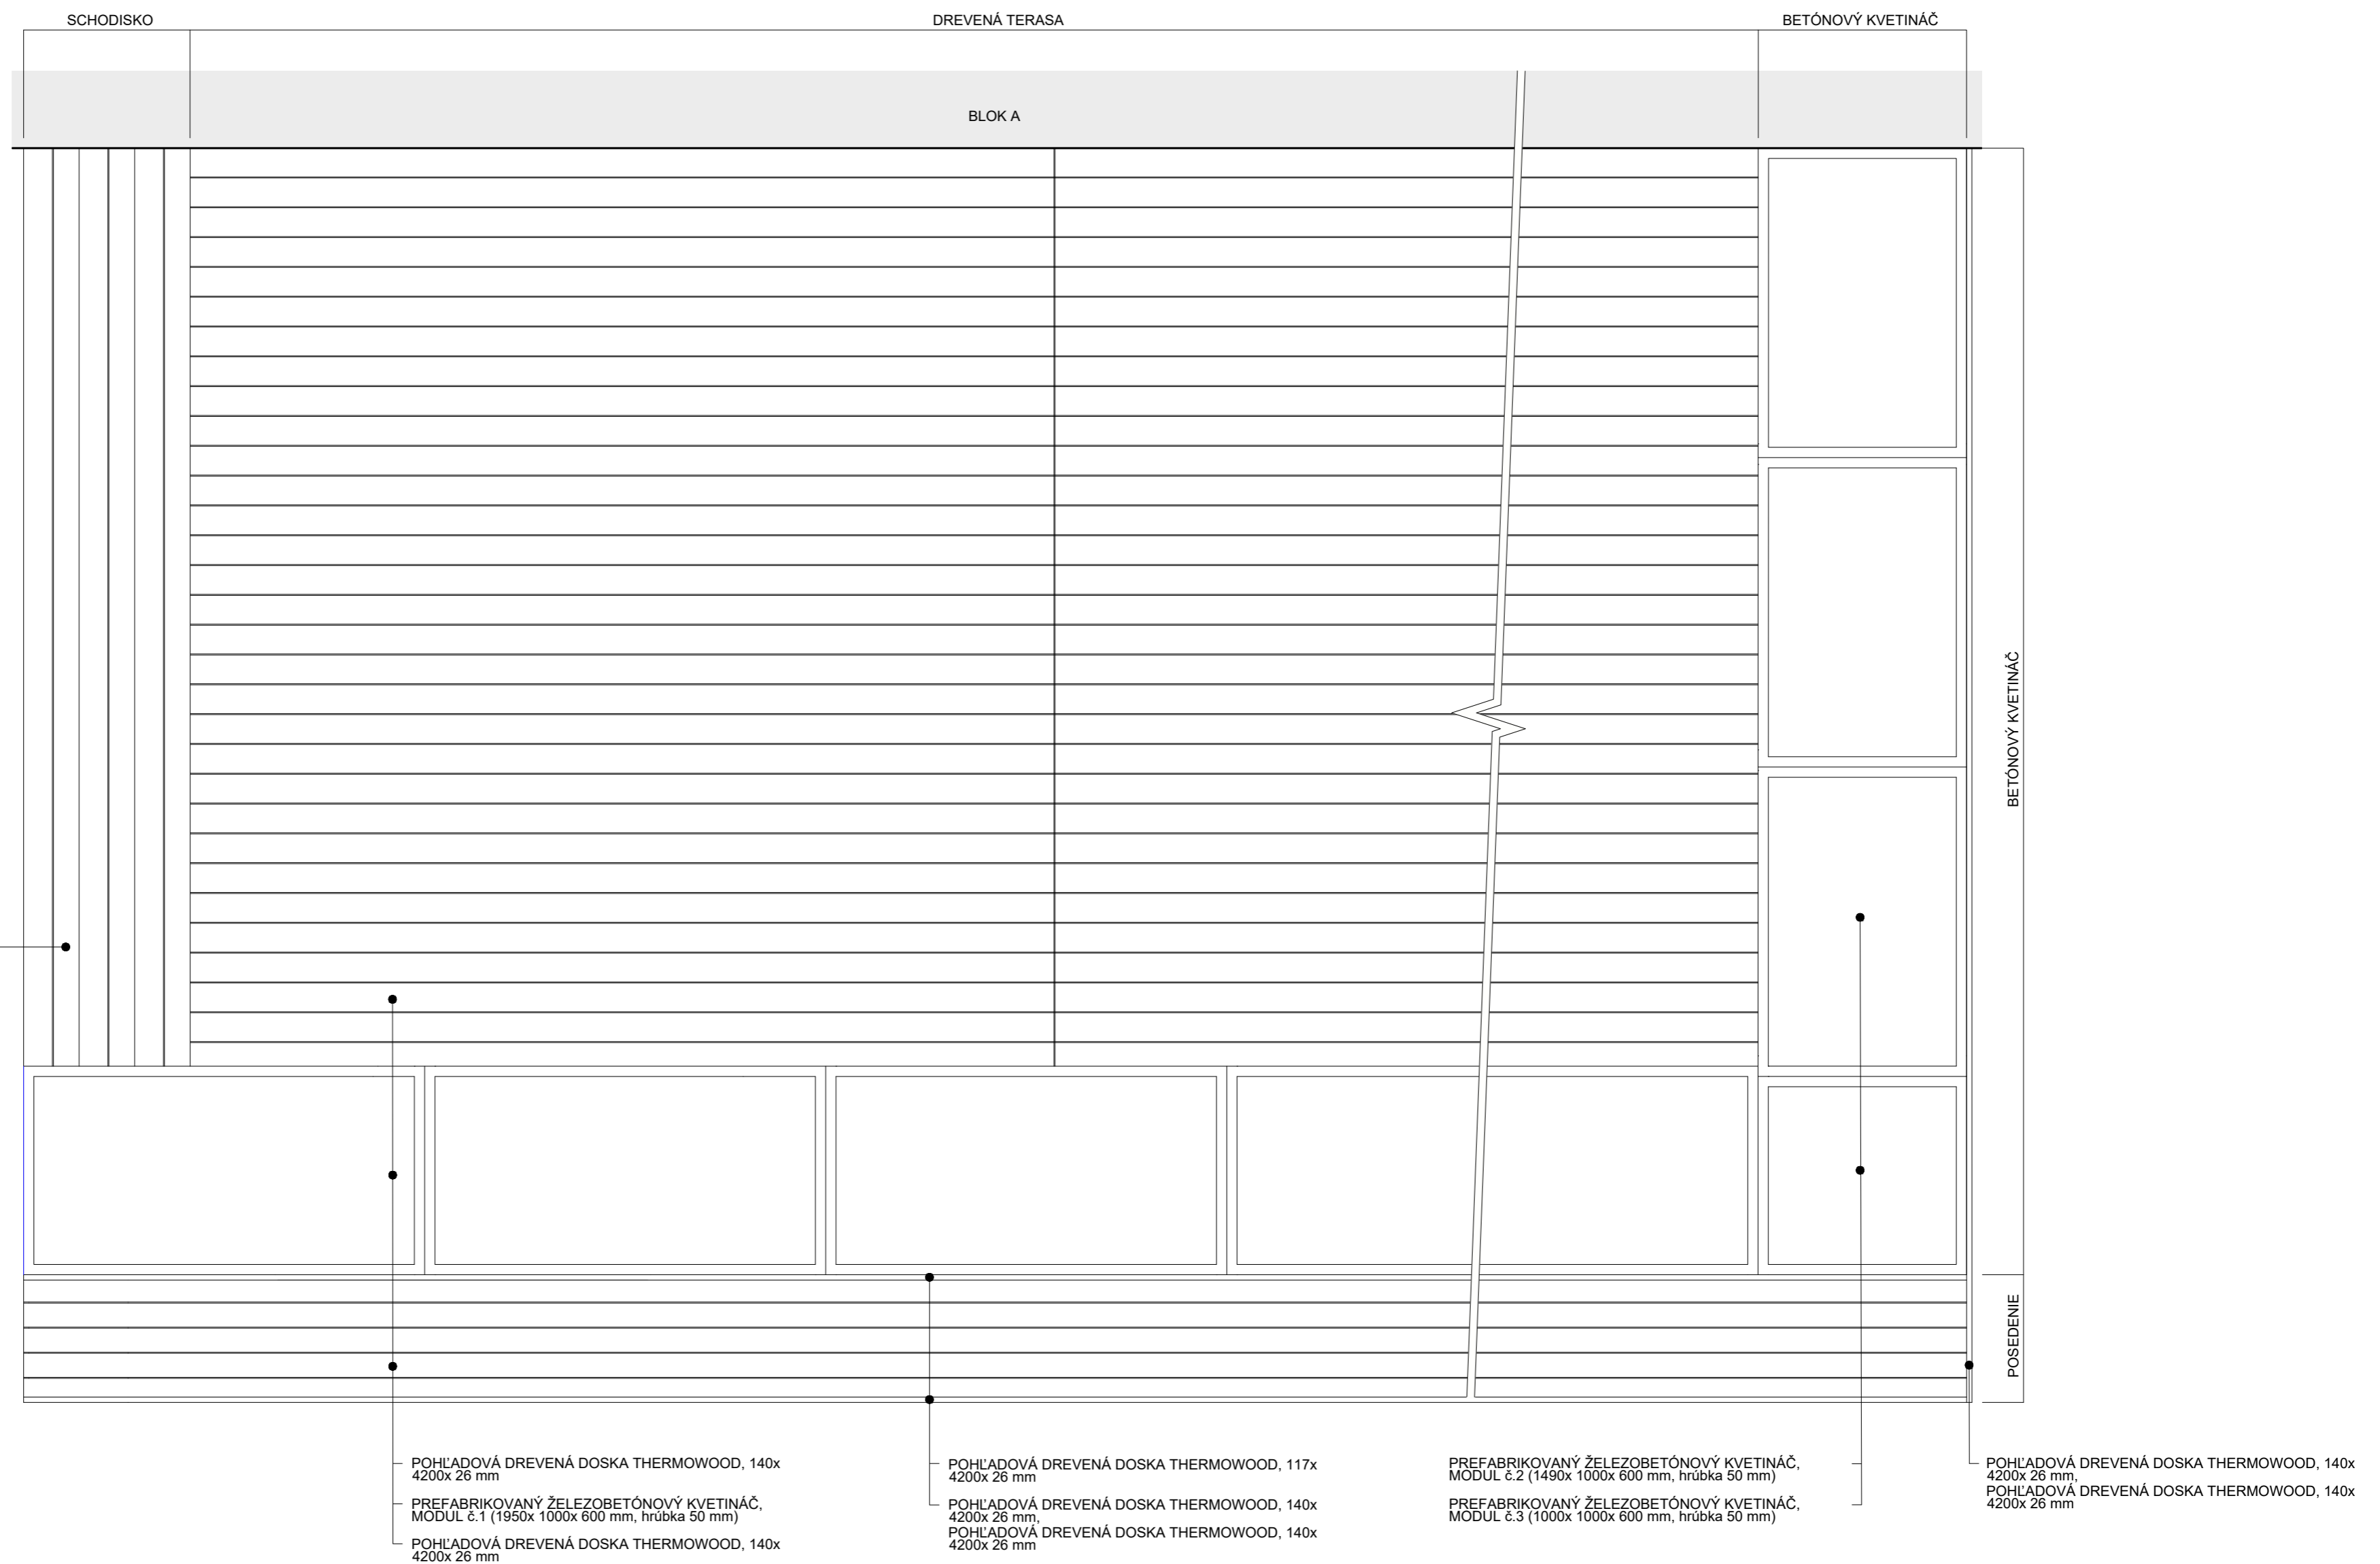 SCHODISKO
DREVENÁ TERASA
BETÓNOVÝ KVETINÁČ
BLOK A
BETÓNOVÝ KVETINÁČ
POSEDENIE
POHĽADOVÁ DREVENÁ DOSKA THERMOWOOD, 140x
4200x 26 mm
PREFABRIKOVANÝ ŽELEZOBETÓNOVÝ KVETINÁČ,
MODUL č.1 (1950x 1000x 600 mm, hrúbka 50 mm)
POHĽADOVÁ DREVENÁ DOSKA THERMOWOOD, 140x
4200x 26 mm
POHĽADOVÁ DREVENÁ DOSKA THERMOWOOD, 117x
4200x 26 mm
POHĽADOVÁ DREVENÁ DOSKA THERMOWOOD, 140x
4200x 26 mm,
POHĽADOVÁ DREVENÁ DOSKA THERMOWOOD, 140x
4200x 26 mm
PREFABRIKOVANÝ ŽELEZOBETÓNOVÝ KVETINÁČ,
MODUL č.2 (1490x 1000x 600 mm, hrúbka 50 mm)
PREFABRIKOVANÝ ŽELEZOBETÓNOVÝ KVETINÁČ,
MODUL č.3 (1000x 1000x 600 mm, hrúbka 50 mm)
POHĽADOVÁ DREVENÁ DOSKA THERMOWOOD, 140x
4200x 26 mm,
POHĽADOVÁ DREVENÁ DOSKA THERMOWOOD, 140x
4200x 26 mm